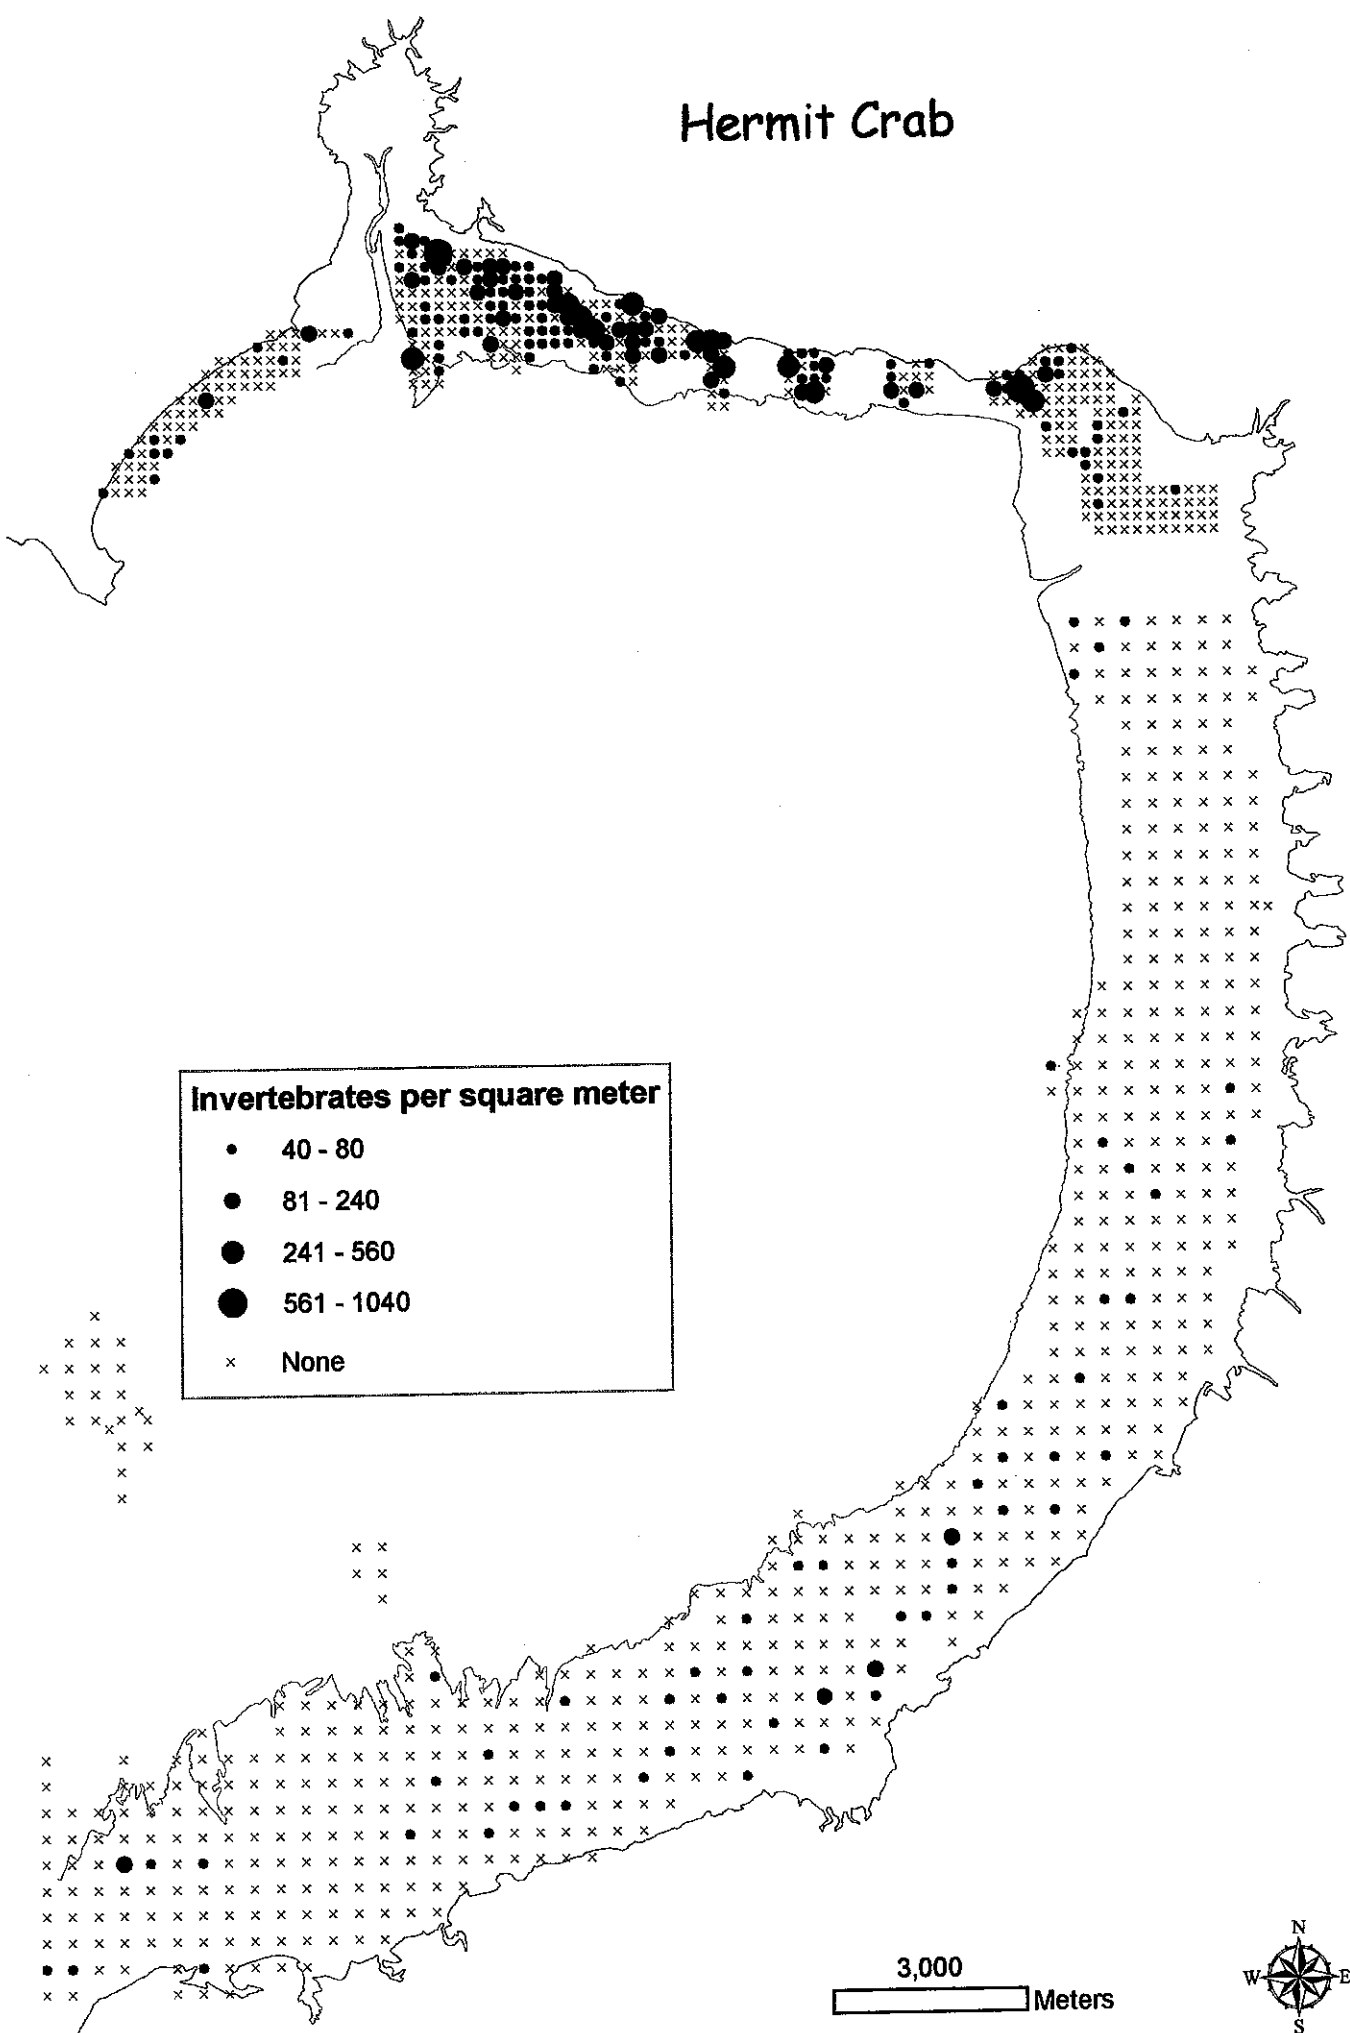 Hermit Crab
Invertebrates per square meter
40 - 80
81 - 240
241 - 560
561 - 1040
None
3,000
Meters
N
W E
S